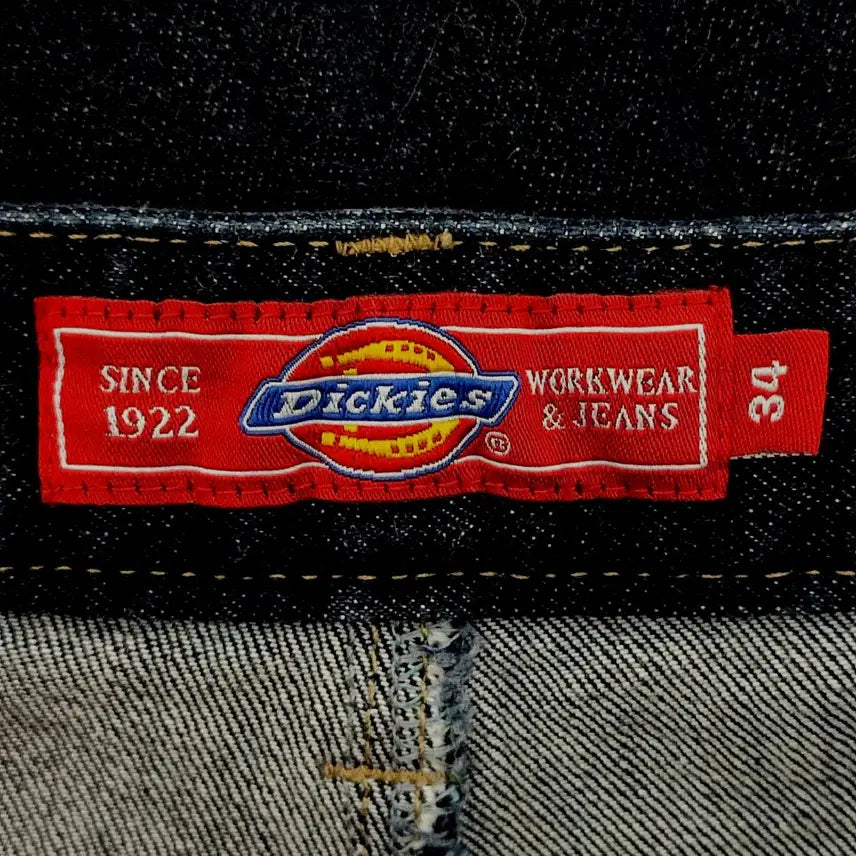 SINCE
1922
Dickies
®
WORKWEAR
& JEANS
34